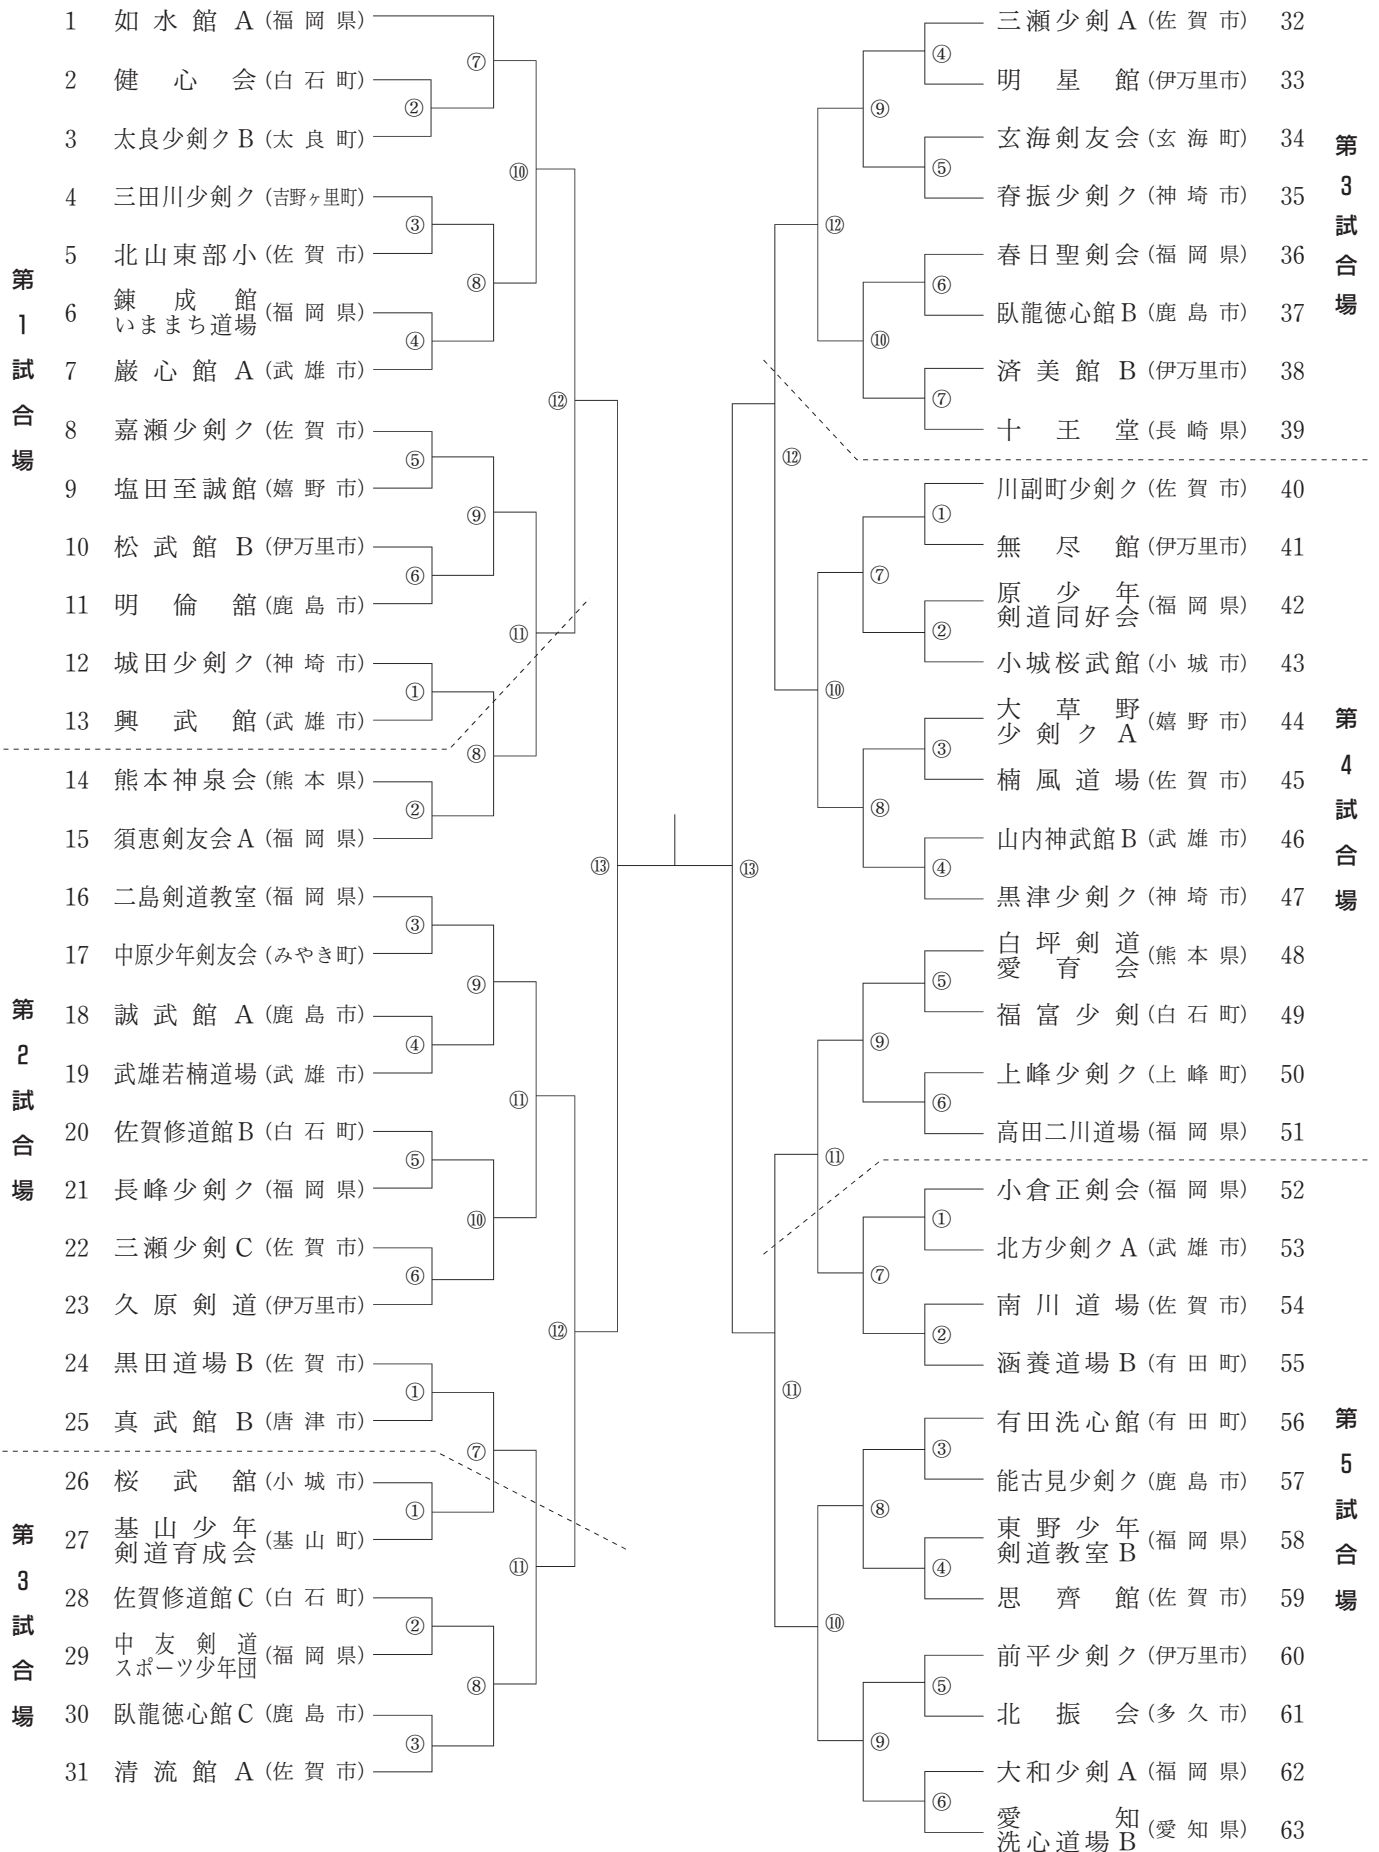 第1試合場
1 如水館A (福岡県)
⑦
2 健心会 (白石町)
②
3 太良少剣クB (太良町)
⑩
4 三田川少剣ク (吉野ヶ里町)
③
5 北山東部小 (佐賀市)
⑧
6 錬成館
いままち道場 (福岡県)
④
7 巌心館A (武雄市)
⑫
8 嘉瀬少剣ク (佐賀市)
⑤
9 塩田至誠館 (嬉野市)
⑨
10 松武館B (伊万里市)
⑥
11 明倫舘 (鹿島市)
⑪
12 城田少剣ク (神埼市)
①
13 興武館 (武雄市)
⑧
第2試合場
14 熊本神泉会 (熊本県)
②
15 須恵剣友会A (福岡県)
⑬
16 二島剣道教室 (福岡県)
③
17 中原少年剣友会 (みやき町)
⑨
18 誠武館A (鹿島市)
④
19 武雄若楠道場 (武雄市)
⑪
20 佐賀修道館B (白石町)
⑤
21 長峰少剣ク (福岡県)
⑩
22 三瀬少剣C (佐賀市)
⑥
23 久原剣道 (伊万里市)
⑫
24 黒田道場B (佐賀市)
①
25 真武館B (唐津市)
⑦
第3試合場
26 桜武舘 (小城市)
①
27 基山少年
剣道育成会 (基山町)
⑪
28 佐賀修道館C (白石町)
②
29 中友剣道
スポーツ少年団 (福岡県)
⑧
30 臥龍徳心館C (鹿島市)
③
31 清流館A (佐賀市)
第3試合場
三瀬少剣A (佐賀市) 32
④
明星館 (伊万里市) 33
⑨
玄海剣友会 (玄海町) 34
⑤
脊振少剣ク (神埼市) 35
⑫
春日聖剣会 (福岡県) 36
⑥
臥龍徳心館B (鹿島市) 37
⑩
済美館B (伊万里市) 38
⑦
十王堂 (長崎県) 39
⑫
第4試合場
川副町少剣ク (佐賀市) 40
①
無尽館 (伊万里市) 41
⑦
原少年
剣道同好会 (福岡県) 42
②
小城桜武館 (小城市) 43
⑩
大草野
少剣クA (嬉野市) 44
③
楠風道場 (佐賀市) 45
⑧
山内神武館B (武雄市) 46
④
黒津少剣ク (神埼市) 47
⑬
白坪剣道
愛育会 (熊本県) 48
⑤
福富少剣 (白石町) 49
⑨
上峰少剣ク (上峰町) 50
⑥
高田二川道場 (福岡県) 51
⑪
第5試合場
小倉正剣会 (福岡県) 52
①
北方少剣クA (武雄市) 53
⑦
南川道場 (佐賀市) 54
②
涵養道場B (有田町) 55
⑪
有田洗心館 (有田町) 56
③
能古見少剣ク (鹿島市) 57
⑧
東野少年
剣道教室B (福岡県) 58
④
思齊館 (佐賀市) 59
⑩
前平少剣ク (伊万里市) 60
⑤
北振会 (多久市) 61
⑨
大和少剣A (福岡県) 62
⑥
愛知
洗心道場B (愛知県) 63